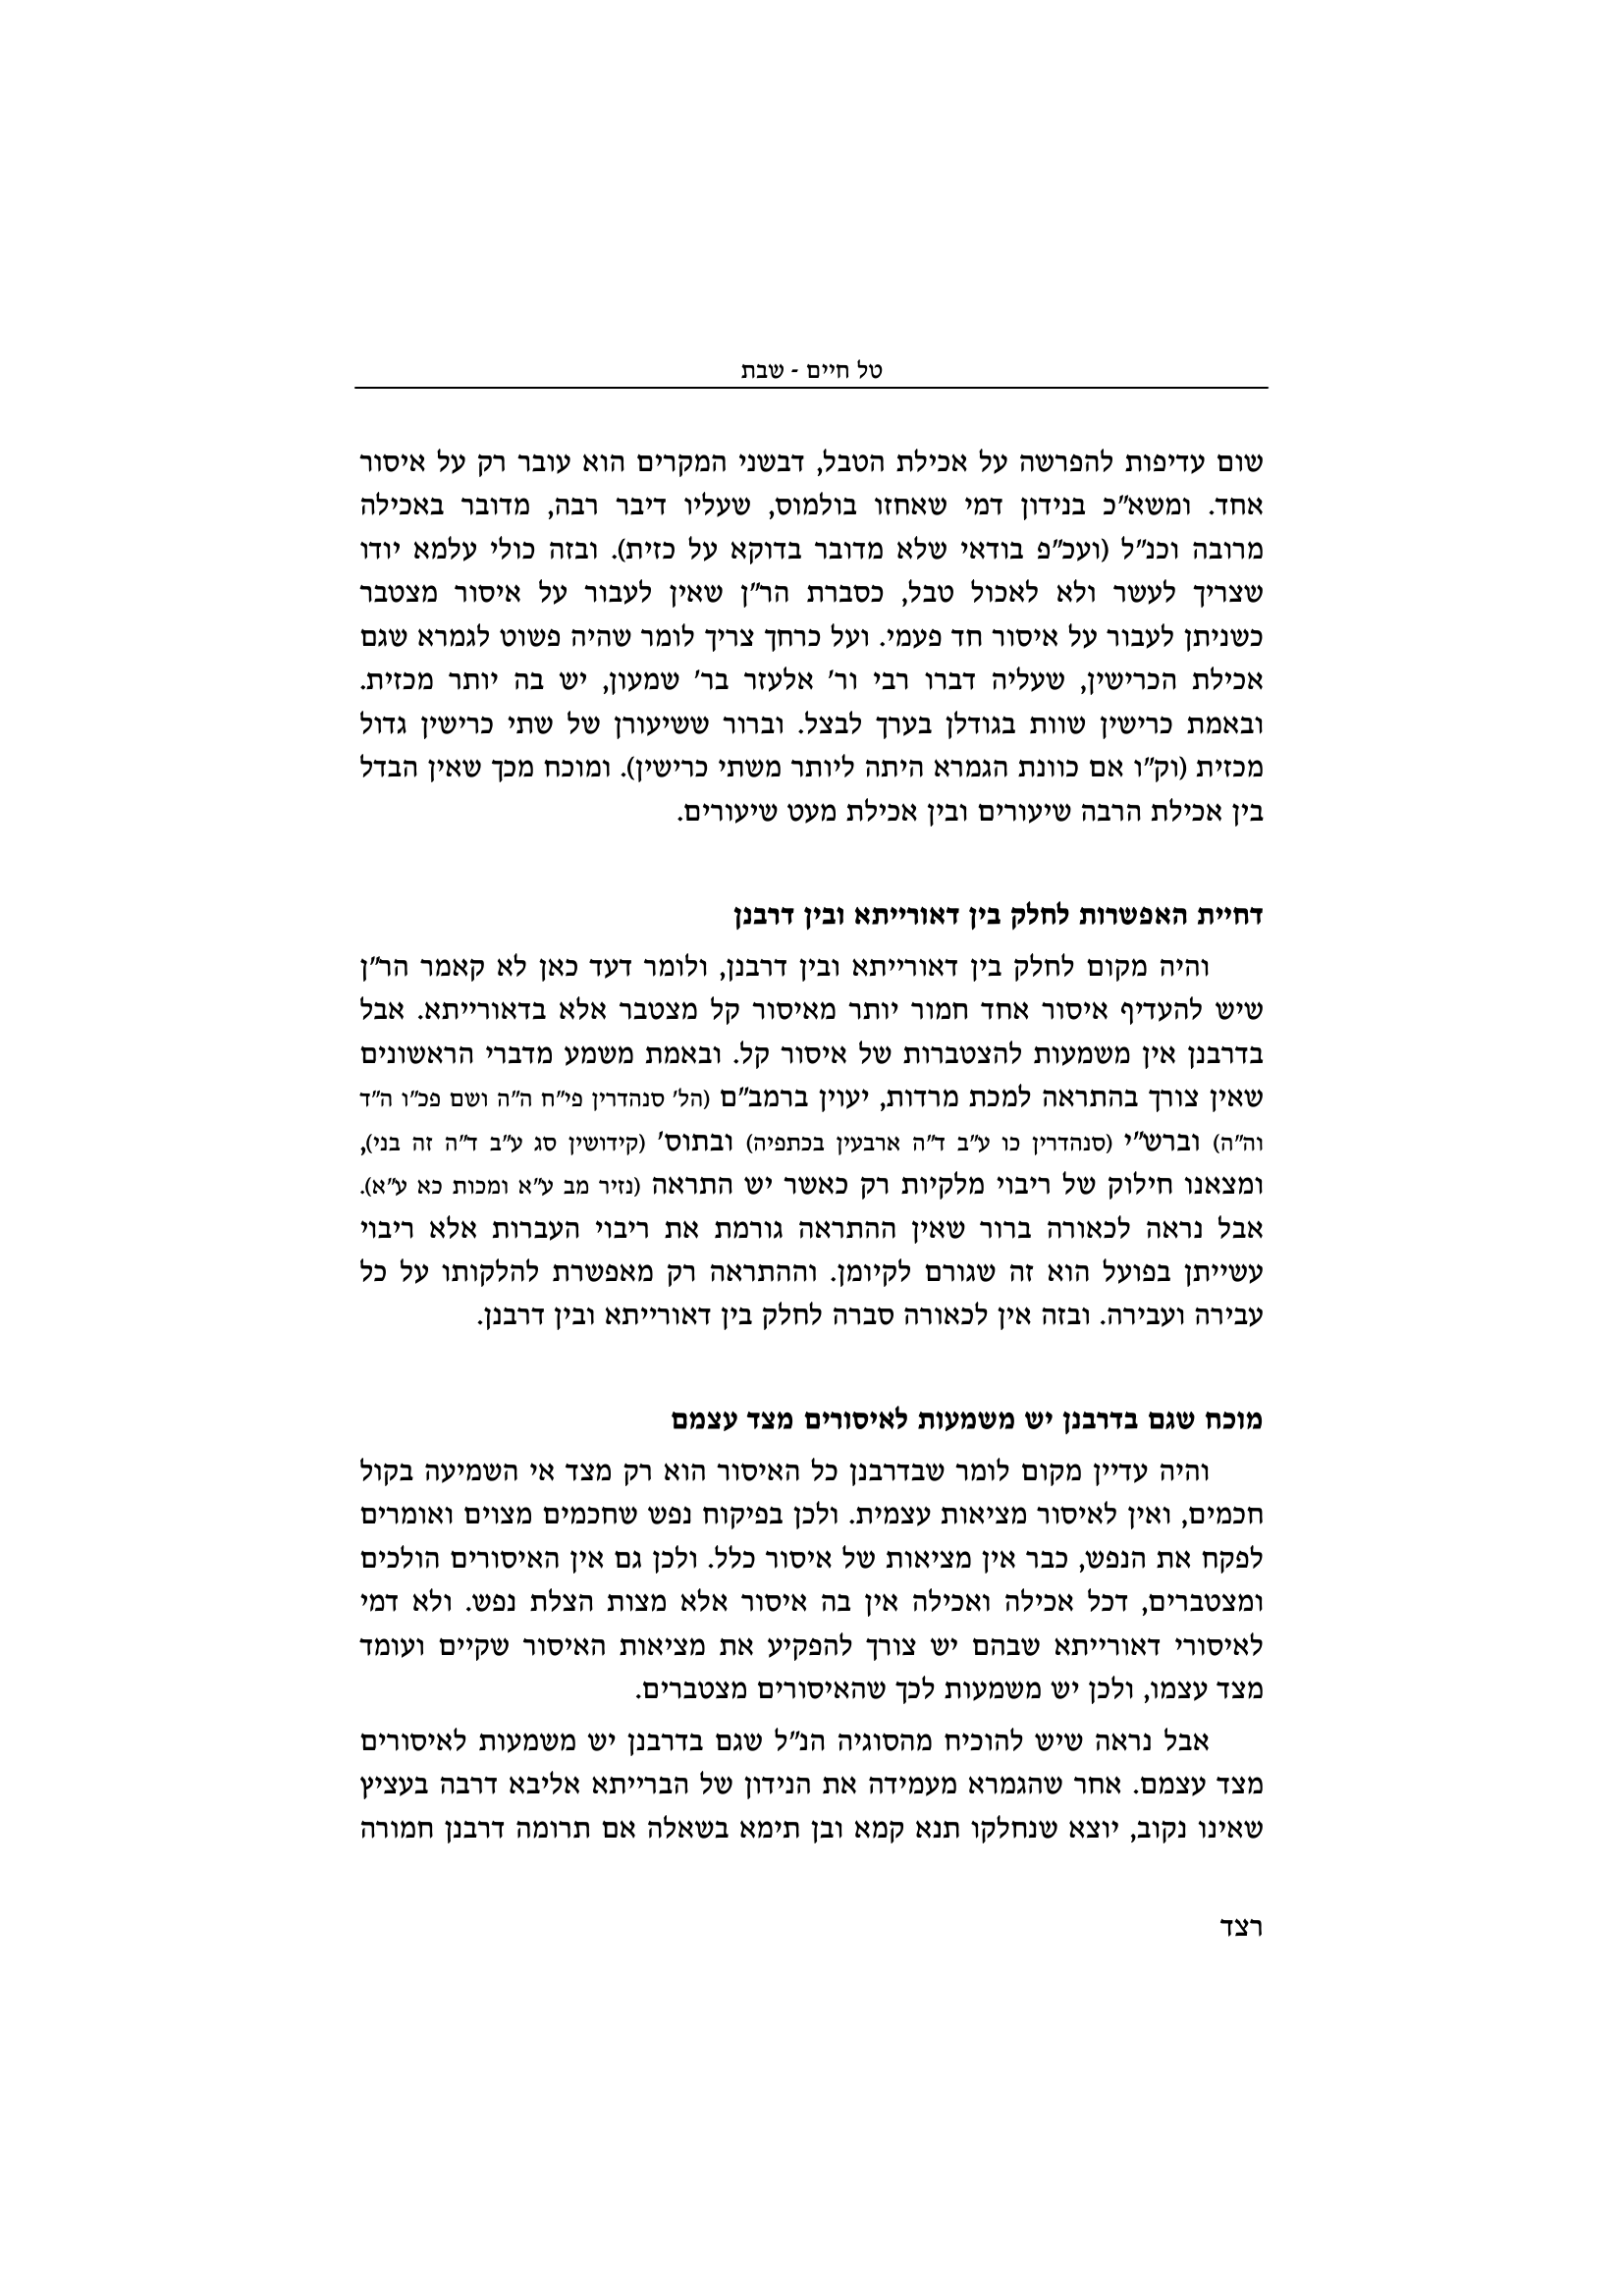 טל חיים - שבת
שום עדיפות להפרשה על אכילת הטבל, דבשני המקרים הוא עובר רק על איסור
אחד. ומשא״כ בנידון דמי שאחזו בולמוס, שעליו דיבר רבה, מדובר באכילה
מרובה וכנ״ל (ועכ״פ בודאי שלא מדובר בדוקא על כזית). ובזה כולי עלמא יודו
שצריך לעשר ולא לאכול טבל, כסברת הר״ן שאין לעבור על איסור מצטבר
כשניתן לעבור על איסור חד פעמי. ועל כרחך צריך לומר שהיה פשוט לגמרא שגם
אכילת הכרישין, שעליה דברו רבי ור׳ אלעזר בר׳ שמעון, יש בה יותר מכזית.
ובאמת כרישין שוות בגודלן בערך לבצל. וברור ששיעורן של שתי כרישין גדול
מכזית (וק״ו אם כוונת הגמרא היתה ליותר משתי כרישין). ומוכח מכך שאין הבדל
בין אכילת הרבה שיעורים ובין אכילת מעט שיעורים.
דחיית האפשרות לחלק בין דאורייתא ובין דרבנן
והיה מקום לחלק בין דאורייתא ובין דרבנן, ולומר דעד כאן לא קאמר הר״ן
שיש להעדיף איסור אחד חמור יותר מאיסור קל מצטבר אלא בדאורייתא. אבל
בדרבנן אין משמעות להצטברות של איסור קל. ובאמת משמע מדברי הראשונים
שאין צורך בהתראה למכת מרדות, יעוין ברמב״ם (הל׳ סנהדרין פי״ח ה״ה ושם פכ״ו ה״ד
וה״ה) וברש״י (סנהדרין כו ע״ב ד״ה ארבעין בכתפיה) ובתוס׳ (קידושין סג ע״ב ד״ה זה בני),
ומצאנו חילוק של ריבוי מלקיות רק כאשר יש התראה (נזיר מב ע״א ומכות כא ע״א).
אבל נראה לכאורה ברור שאין ההתראה גורמת את ריבוי העברות אלא ריבוי
עשייתן בפועל הוא זה שגורם לקיומן. וההתראה רק מאפשרת להלקותו על כל
עבירה ועבירה. ובזה אין לכאורה סברה לחלק בין דאורייתא ובין דרבנן.
מוכח שגם בדרבנן יש משמעות לאיסורים מצד עצמם
והיה עדיין מקום לומר שבדרבנן כל האיסור הוא רק מצד אי השמיעה בקול
חכמים, ואין לאיסור מציאות עצמית. ולכן בפיקוח נפש שחכמים מצוים ואומרים
לפקח את הנפש, כבר אין מציאות של איסור כלל. ולכן גם אין האיסורים הולכים
ומצטברים, דכל אכילה ואכילה אין בה איסור אלא מצות הצלת נפש. ולא דמי
לאיסורי דאורייתא שבהם יש צורך להפקיע את מציאות האיסור שקיים ועומד
מצד עצמו, ולכן יש משמעות לכך שהאיסורים מצטברים.
אבל נראה שיש להוכיח מהסוגיה הנ״ל שגם בדרבנן יש משמעות לאיסורים
מצד עצמם. אחר שהגמרא מעמידה את הנידון של הברייתא אליבא דרבה בעציץ
שאינו נקוב, יוצא שנחלקו תנא קמא ובן תימא בשאלה אם תרומה דרבנן חמורה
רצד